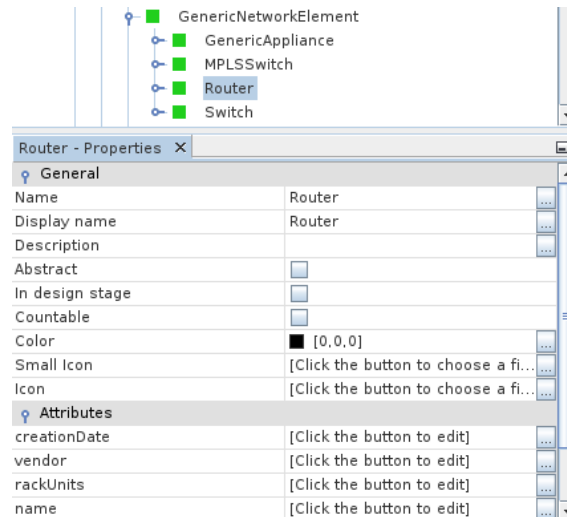 GenericNetworkElement
GenericAppliance
MPLSSwitch
Router
Switch
Router - Properties ×
General
Name Router ...
Display name Router ...
Description ...
Abstract
In design stage
Countable
Color [0,0,0] ...
Small Icon [Click the button to choose a fi... ...
Icon [Click the button to choose a fi... ...
Attributes
creationDate [Click the button to edit] ...
vendor [Click the button to edit] ...
rackUnits [Click the button to edit] ...
name [Click the button to edit] ...